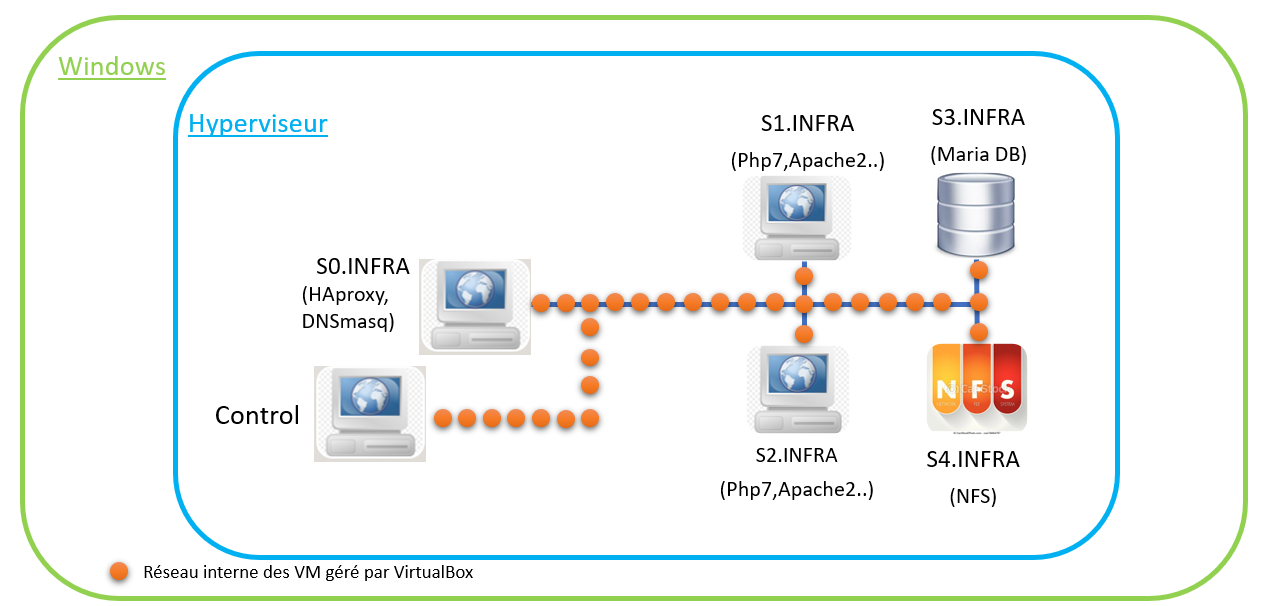 Windows
Hyperviseur
S1.INFRA
(Php7,Apache2..)
S3.INFRA
(Maria DB)
S0.INFRA
(HAproxy,
DNSmasq)
Control
NFS
S2.INFRA
(Php7,Apache2..)
S4.INFRA
(NFS)
Réseau interne des VM géré par VirtualBox